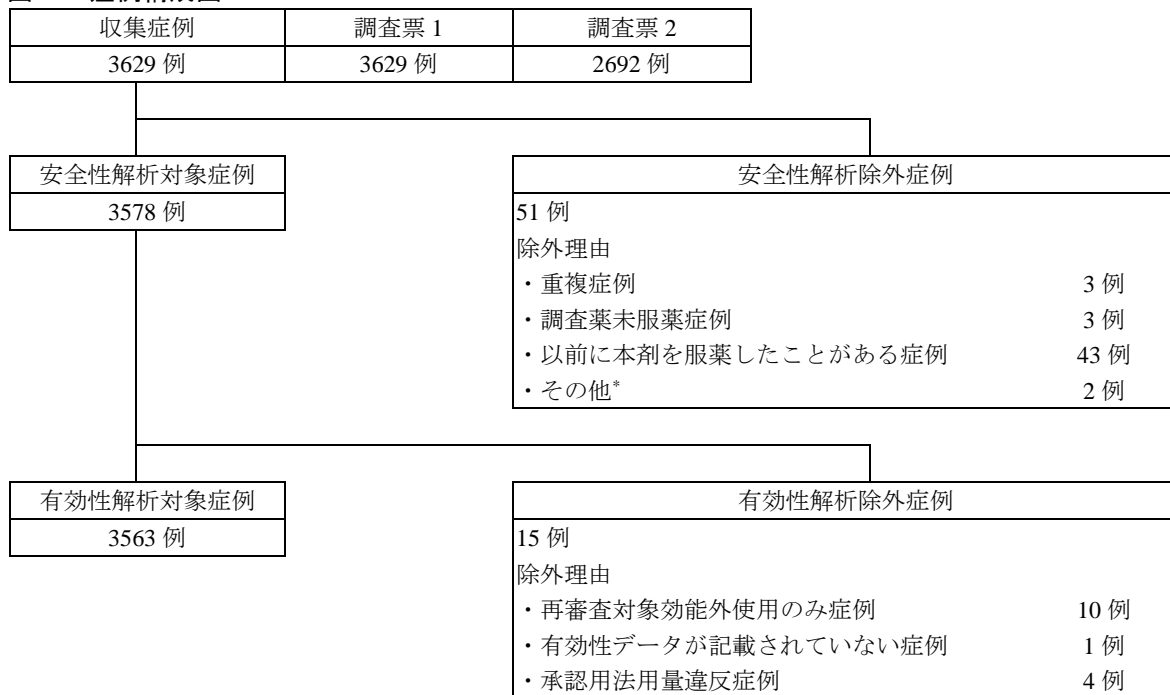 収集症例 調査票 1 調査票 2
3629 例 3629 例 2692 例
安全性解析対象症例 安全性解析除外症例
3578 例 51 例
除外理由
・重複症例 3 例
・調査薬未服薬症例 3 例
・以前に本剤を服薬したことがある症例 43 例
・その他* 2 例
有効性解析対象症例 有効性解析除外症例
3563 例 15 例
除外理由
・再審査対象効能外使用のみ症例 10 例
・有効性データが記載されていない症例 1 例
・承認用法用量違反症例 4 例